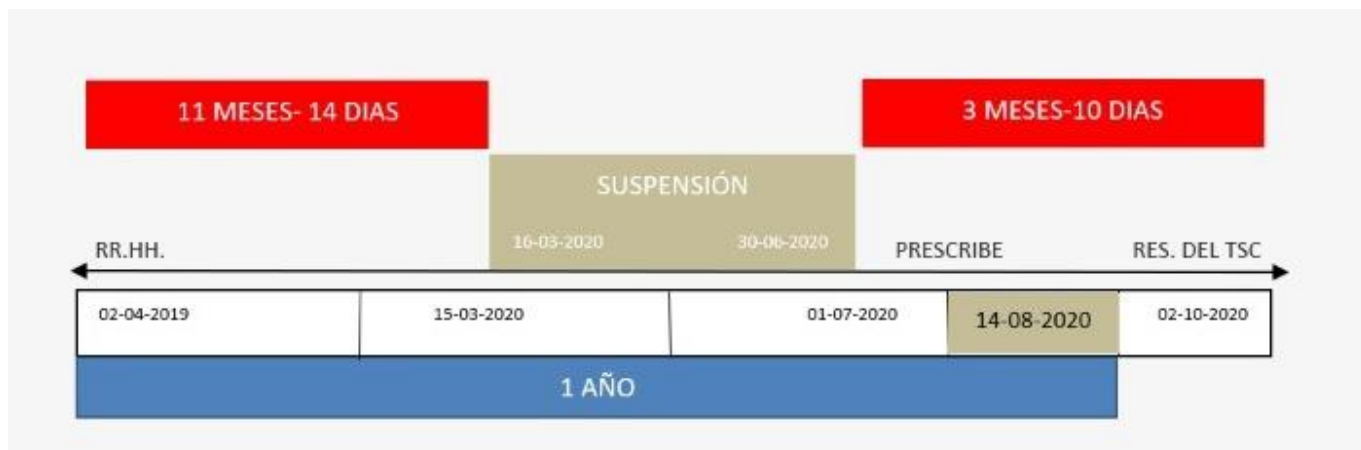 11 MESES- 14 DIAS
3 MESES-10 DIAS
SUSPENSIÓN
16-03-2020
30-06-2020
RR.HH.
PRESCRIBE
RES. DEL TSC
02-04-2019
15-03-2020
01-07-2020
14-08-2020
02-10-2020
1 AÑO